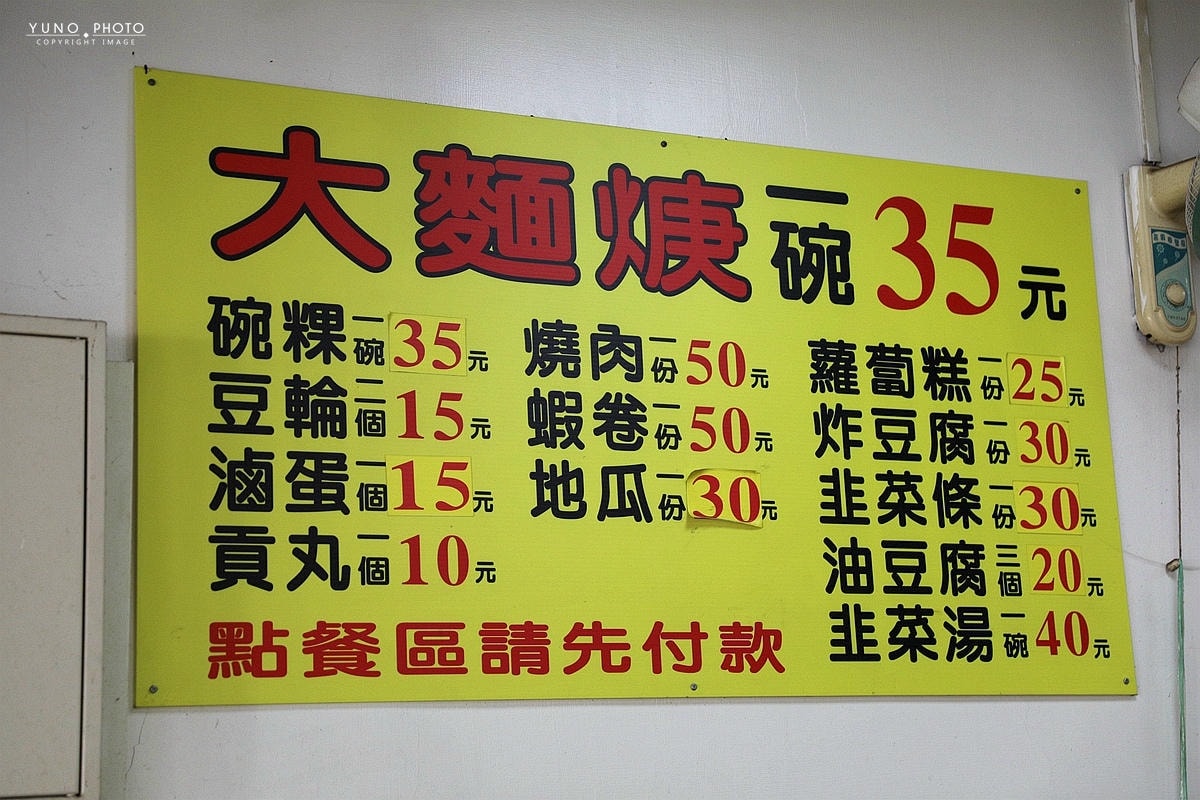 YUNO PHOTO
COPYRIGHT IMAGE
大麵焿一碗35元
碗粿一碗35元
豆輪二個15元
滷蛋一個15元
貢丸一個10元
燒肉一份50元
蝦卷一份50元
地瓜一份30元
蘿蔔糕一份25元
炸豆腐一份30元
韭菜條一份30元
油豆腐三個20元
韭菜湯一碗40元
點餐區請先付款